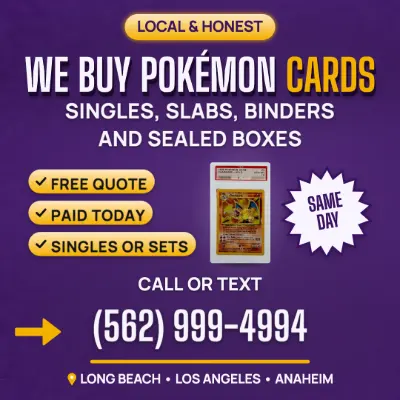 LOCAL & HONEST
WE BUY POKÉMON CARDS
SINGLES, SLABS, BINDERS
AND SEALED BOXES
FREE QUOTE
PAID TODAY
SINGLES OR SETS
SAME
DAY
CALL OR TEXT
(562) 999-4994
LONG BEACH • LOS ANGELES • ANAHEIM